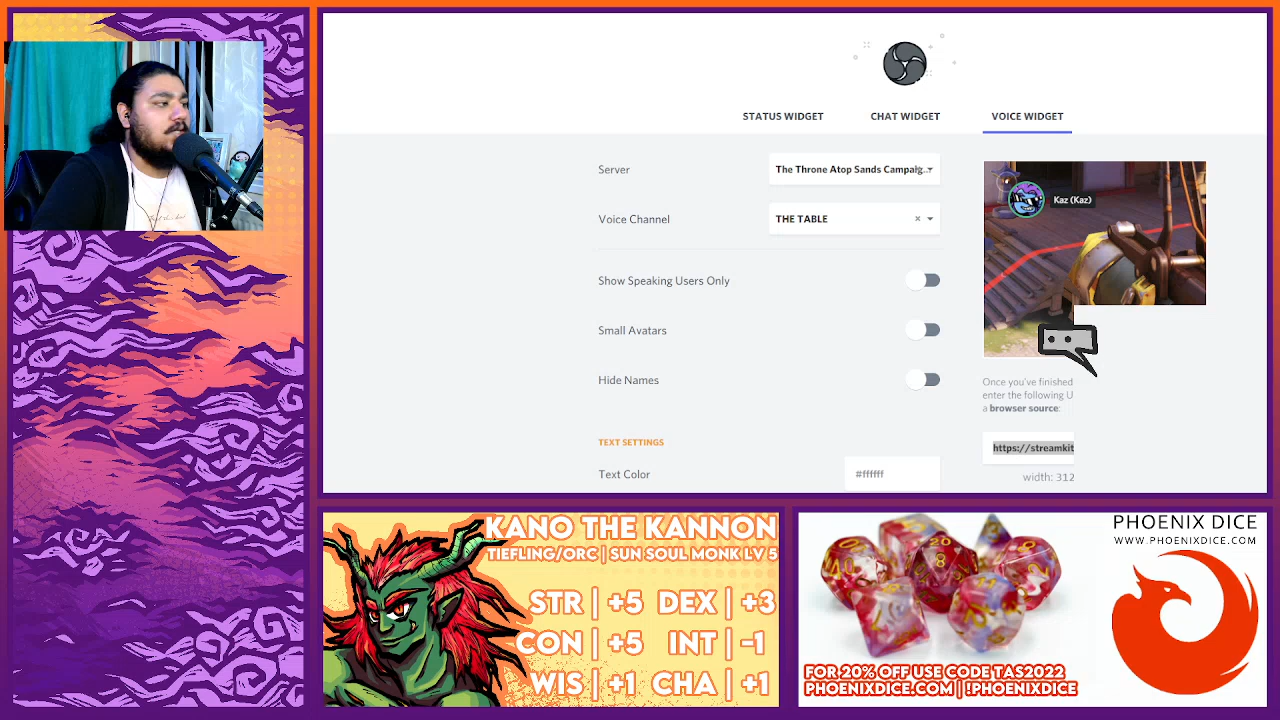 STATUS WIDGET
CHAT WIDGET
VOICE WIDGET
Server
The Throne Atop Sands Campaig...
Voice Channel
THE TABLE
Show Speaking Users Only
Small Avatars
Hide Names
TEXT SETTINGS
Text Color
#ffffff
Kaz (Kaz)
Once you've finished
enter the following U
a browser source:
https://streamkit
width: 312
KANO THE KANNON
TIEFLING/ORC | SUN SOUL MONK LV 5
STR | +5 DEX | +3
CON | +5 INT | -1
WIS | +1 CHA | +1
PHOENIX DICE
WWW.PHOENIXDICE.COM
20
8
FOR 20% OFF USE CODE TAS2022
PHOENIXDICE.COM | !PHOENIXDICE